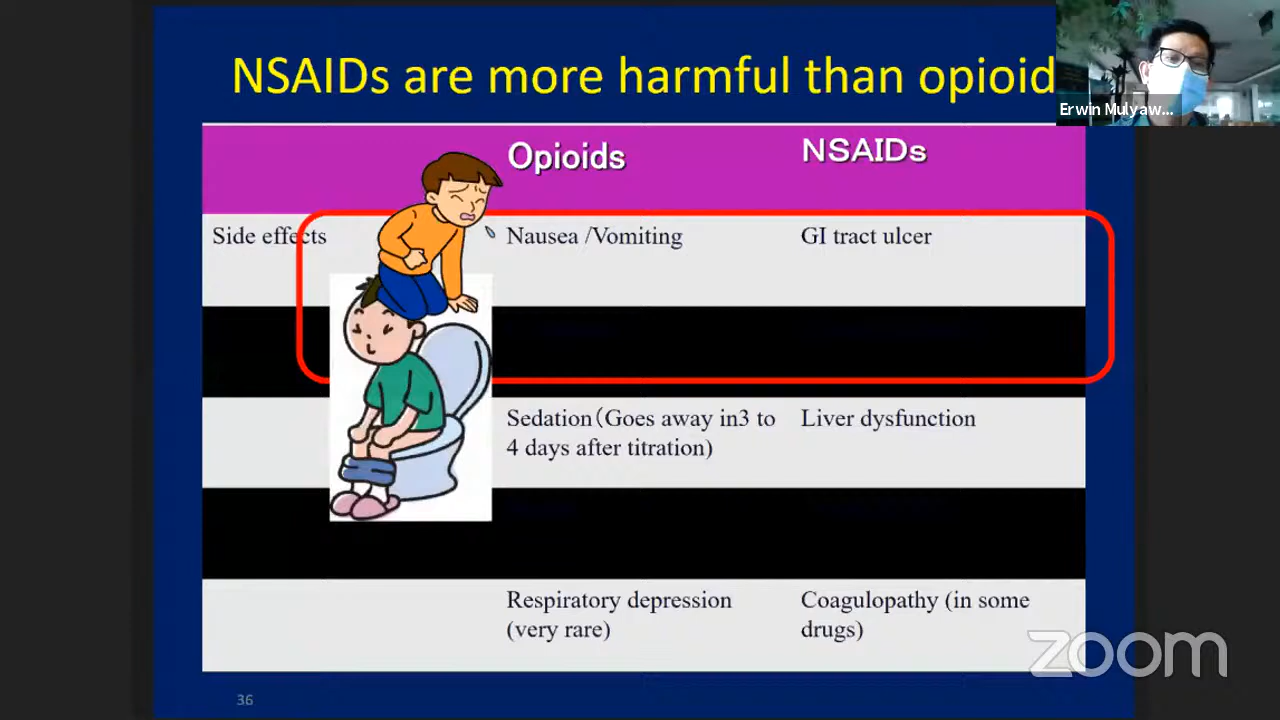 NSAIDs are more harmful than opioid
Erwin Mulyaw...
Opioids
NSAIDs
Side effects
Nausea /Vomiting
GI tract ulcer
Sedation(Goes away in3 to
4 days after titration)
Liver dysfunction
Respiratory depression
(very rare)
Coagulopathy (in some
drugs)
zoom
36